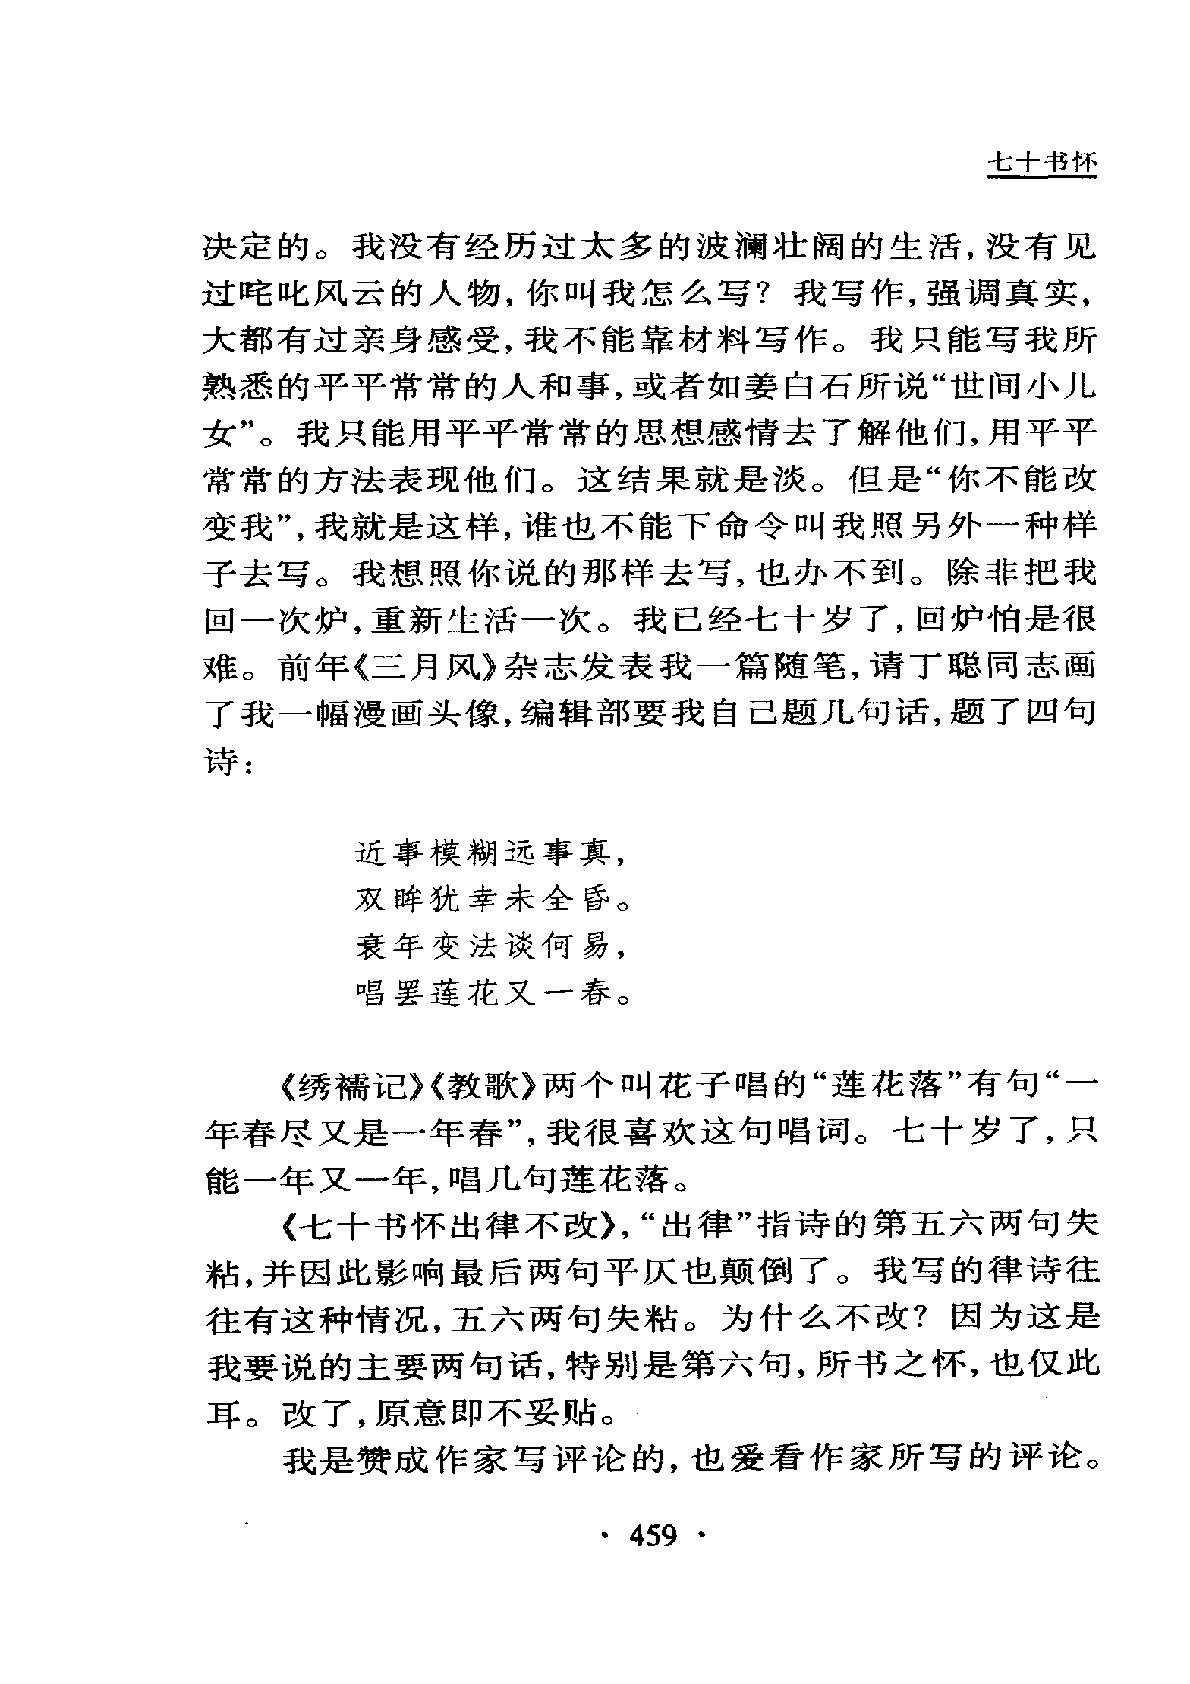 七十书怀
决定的。我没有经历过太多的波澜壮阔的生活,没有见
过咤叱风云的人物,你叫我怎么写?我写作,强调真实,
大都有过亲身感受,我不能靠材料写作。我只能写我所
熟悉的平平常常的人和事,或者如姜白石所说“世间小儿
女”。我只能用平平常常的思想感情去了解他们,用平平
常常的方法表现他们。这结果就是淡。但是“你不能改
变我”,我就是这样,谁也不能下命令叫我照另外一种样
子去写。我想照你说的那样去写,也办不到。除非把我
回一次炉,重新生活一次。我已经七十岁了,回炉怕是很
难。前年《三月风》杂志发表我一篇随笔,请丁聪同志画
了我一幅漫画头像,编辑部要我自己题几句话,题了四句
诗:
近事模糊远事真,
双眸犹幸未全昏。
衰年变法谈何易,
唱罢莲花又一春。
《绣襦记》《教歌》两个叫花子唱的“莲花落”有句“一
年春尽又是一年春”,我很喜欢这句唱词。七十岁了,只
能一年又一年,唱几句莲花落。
《七十书怀出律不改》,“出律”指诗的第五六两句失
粘,并因此影响最后两句平仄也颠倒了。我写的律诗往
往有这种情况,五六两句失粘。为什么不改?因为这是
我要说的主要两句话,特别是第六句,所书之怀,也仅此
耳。改了,原意即不妥贴。
我是赞成作家写评论的,也爱看作家所写的评论。
· 459 ·